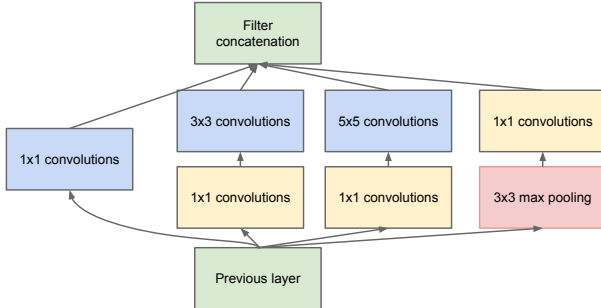 Filter
concatenation
3x3 convolutions
5x5 convolutions
1x1 convolutions
1x1 convolutions
1x1 convolutions
1x1 convolutions
3x3 max pooling
Previous layer